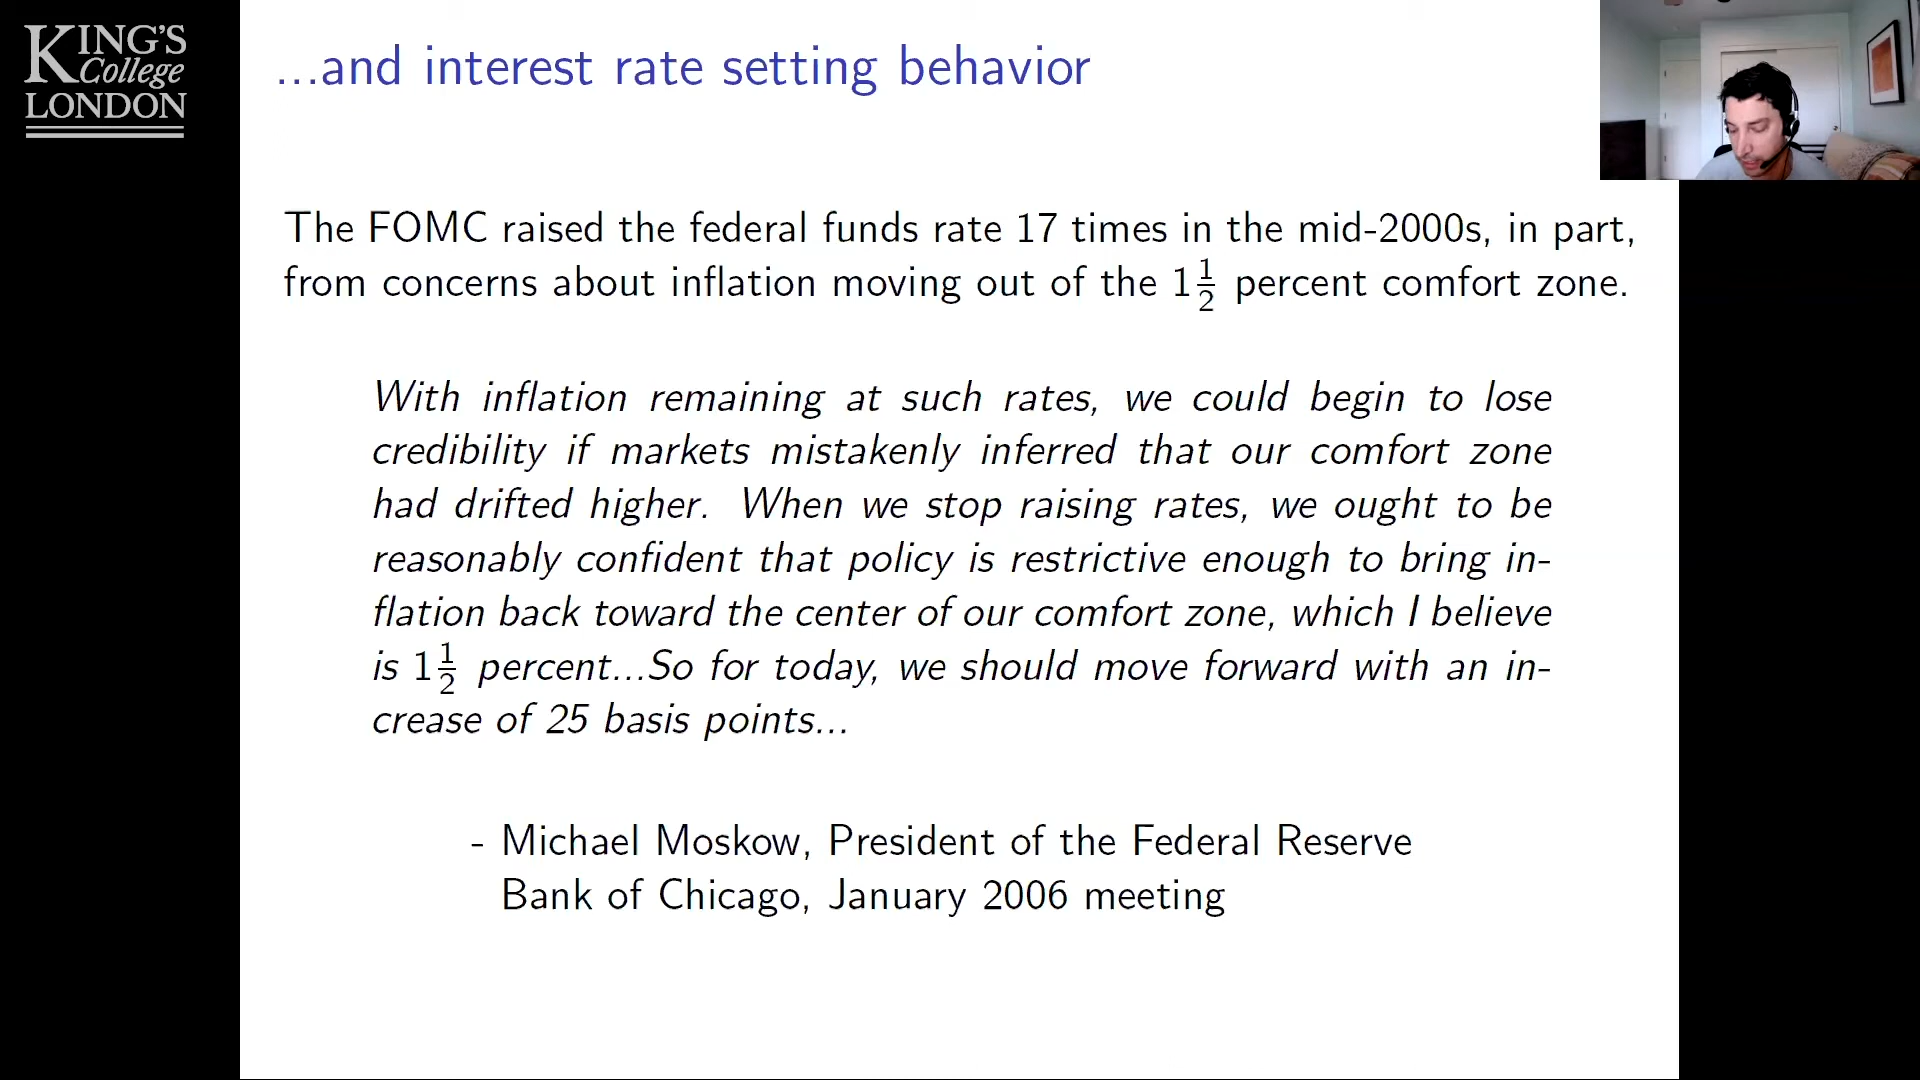 KING'S
College
LONDON
...and interest rate setting behavior
The FOMC raised the federal funds rate 17 times in the mid-2000s, in part,
from concerns about inflation moving out of the 1½ percent comfort zone.
With inflation remaining at such rates, we could begin to lose
credibility if markets mistakenly inferred that our comfort zone
had drifted higher. When we stop raising rates, we ought to be
reasonably confident that policy is restrictive enough to bring in-
flation back toward the center of our comfort zone, which I believe
is 1½ percent...So for today, we should move forward with an in-
crease of 25 basis points...
- Michael Moskow, President of the Federal Reserve
Bank of Chicago, January 2006 meeting